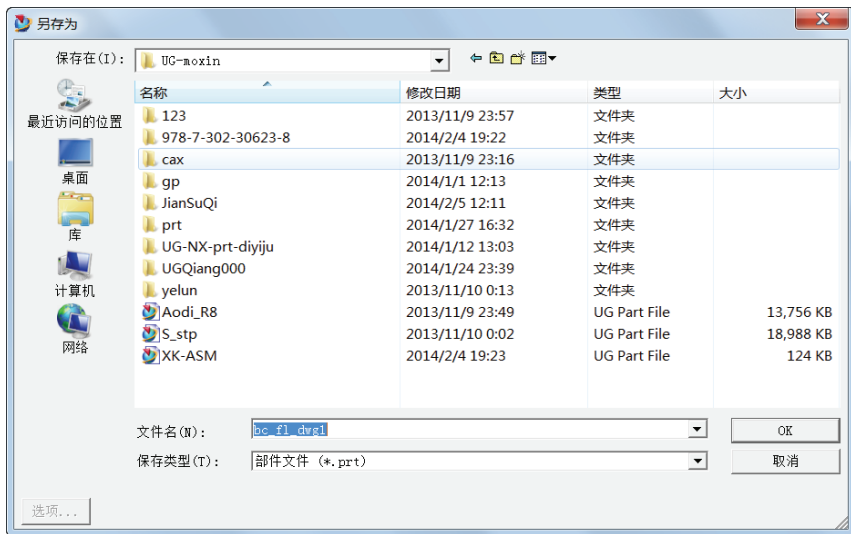 另存为
保存在(I): UG-moxin
名称 修改日期 类型 大小
123 2013/11/9 23:57 文件夹
978-7-302-30623-8 2014/2/4 19:22 文件夹
cax 2013/11/9 23:16 文件夹
gp 2014/1/1 12:13 文件夹
JianSuQi 2014/2/5 12:11 文件夹
prt 2014/1/27 16:32 文件夹
UG-NX-prt-diyiju 2014/1/12 13:03 文件夹
UGQiang000 2014/1/24 23:39 文件夹
yelun 2013/11/10 0:13 文件夹
Aodi_R8 2013/11/9 23:49 UG Part File 13,756 KB
S_stp 2013/11/10 0:02 UG Part File 18,988 KB
XK-ASM 2014/2/4 19:23 UG Part File 124 KB
最近访问的位置
桌面
库
计算机
网络
文件名(N): bc_fl_dwg1 OK
保存类型(T): 部件文件 (*.prt) 取消
选项...